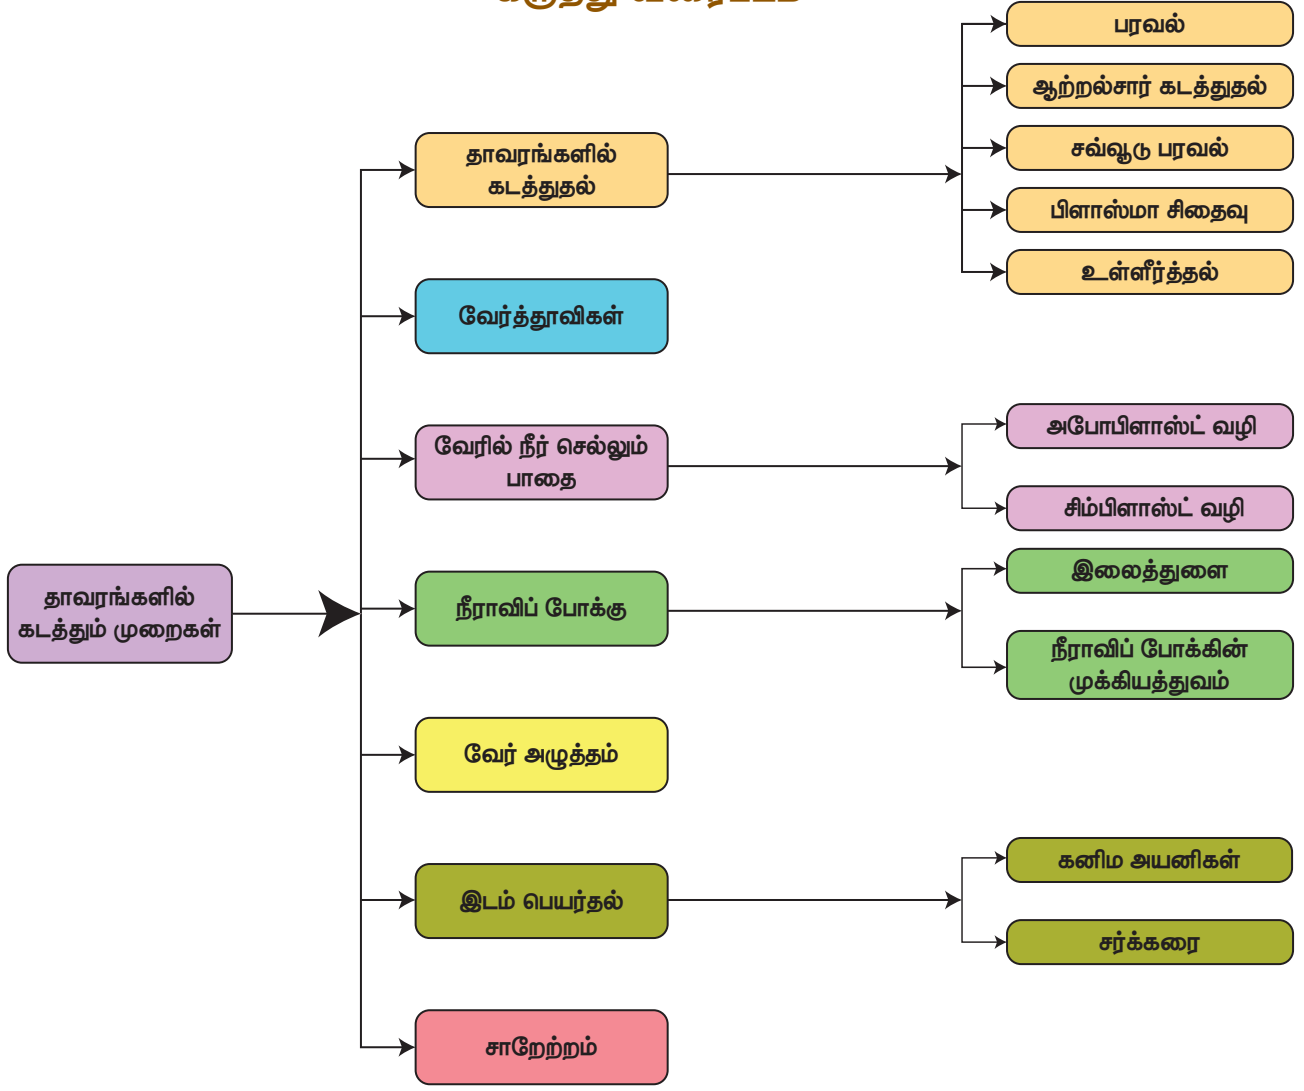 தாவரங்களில்
கடத்தும் முறைகள்
தாவரங்களில்
கடத்துதல்
பரவல்
ஆற்றல்சார் கடத்துதல்
சவ்வூடு பரவல்
பிளாஸ்மா சிதைவு
உள்ளீர்த்தல்
வேர்த்தூவிகள்
வேரில் நீர் செல்லும்
பாதை
அபோபிளாஸ்ட் வழி
சிம்பிளாஸ்ட் வழி
நீராவிப் போக்கு
இலைத்துளை
நீராவிப் போக்கின்
முக்கியத்துவம்
வேர் அழுத்தம்
இடம் பெயர்தல்
கனிம அயனிகள்
சர்க்கரை
சாறேற்றம்